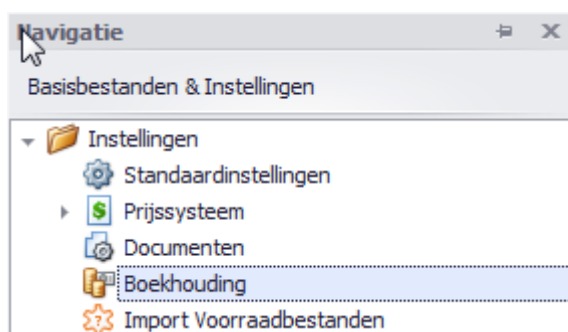 Navigatie
Basisbestanden & Instellingen
Instellingen
Standaardinstellingen
Prijssysteem
Documenten
Boekhouding
Import Voorraadbestanden